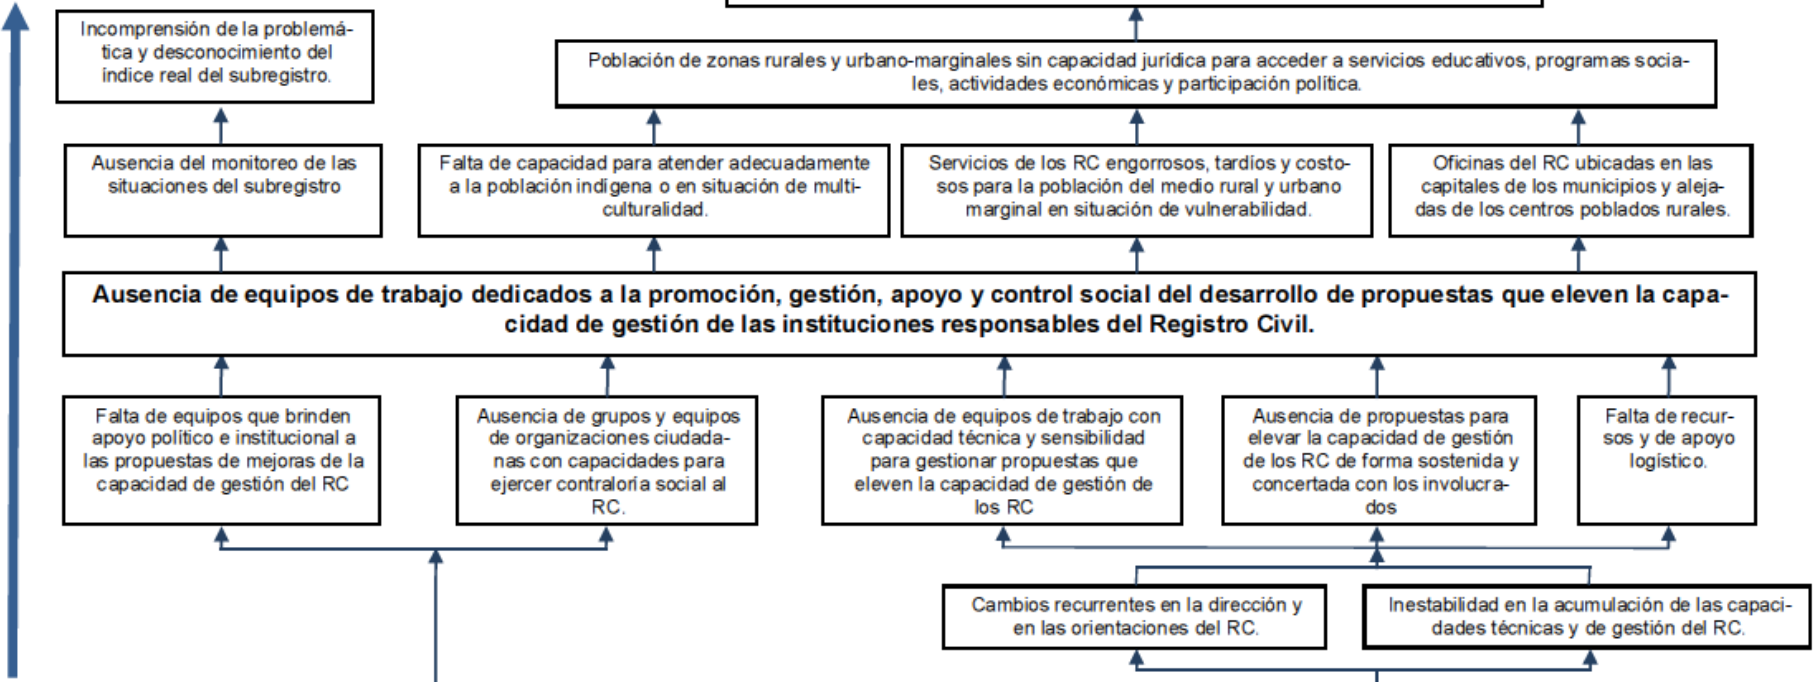 Incomprensión de la problemá-
tica y desconocimiento del
índice real del subregistro.
Población de zonas rurales y urbano-marginales sin capacidad jurídica para acceder a servicios educativos, programas socia-
les, actividades económicas y participación política.
Ausencia del monitoreo de las
situaciones del subregistro
Falta de capacidad para atender adecuadamente
a la población indígena o en situación de multi-
culturalidad.
Servicios de los RC engorrosos, tardíos y costo-
sos para la población del medio rural y urbano
marginal en situación de vulnerabilidad.
Oficinas del RC ubicadas en las
capitales de los municipios y aleja-
das de los centros poblados rurales.
Ausencia de equipos de trabajo dedicados a la promoción, gestión, apoyo y control social del desarrollo de propuestas que eleven la capa-
cidad de gestión de las instituciones responsables del Registro Civil.
Falta de equipos que brinden
apoyo político e institucional a
las propuestas de mejoras de la
capacidad de gestión del RC
Ausencia de grupos y equipos
de organizaciones ciudada-
nas con capacidades para
ejercer contraloría social al
RC.
Ausencia de equipos de trabajo con
capacidad técnica y sensibilidad
para gestionar propuestas que
eleven la capacidad de gestión de
los RC
Ausencia de propuestas para
elevar la capacidad de gestión
de los RC de forma sostenida y
concertada con los involucra-
dos
Falta de recur-
sos y de apoyo
logístico.
Cambios recurrentes en la dirección y
en las orientaciones del RC.
Inestabilidad en la acumulación de las capaci-
dades técnicas y de gestión del RC.